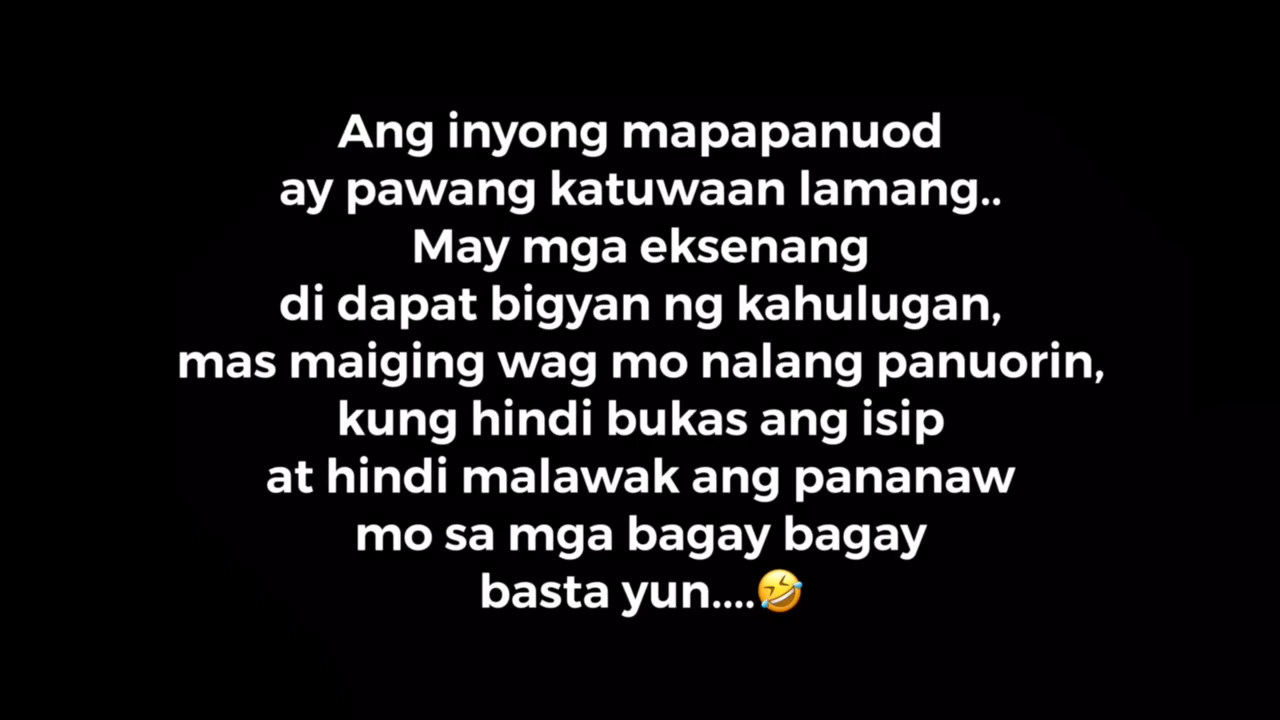 Ang inyong mapapanuod
ay pawang katuwaan lamang..
May mga eksenang
di dapat bigyan ng kahulugan,
mas maiging wag mo nalang panuorin,
kung hindi bukas ang isip
at hindi malawak ang pananaw
mo sa mga bagay bagay
basta yun....🤣